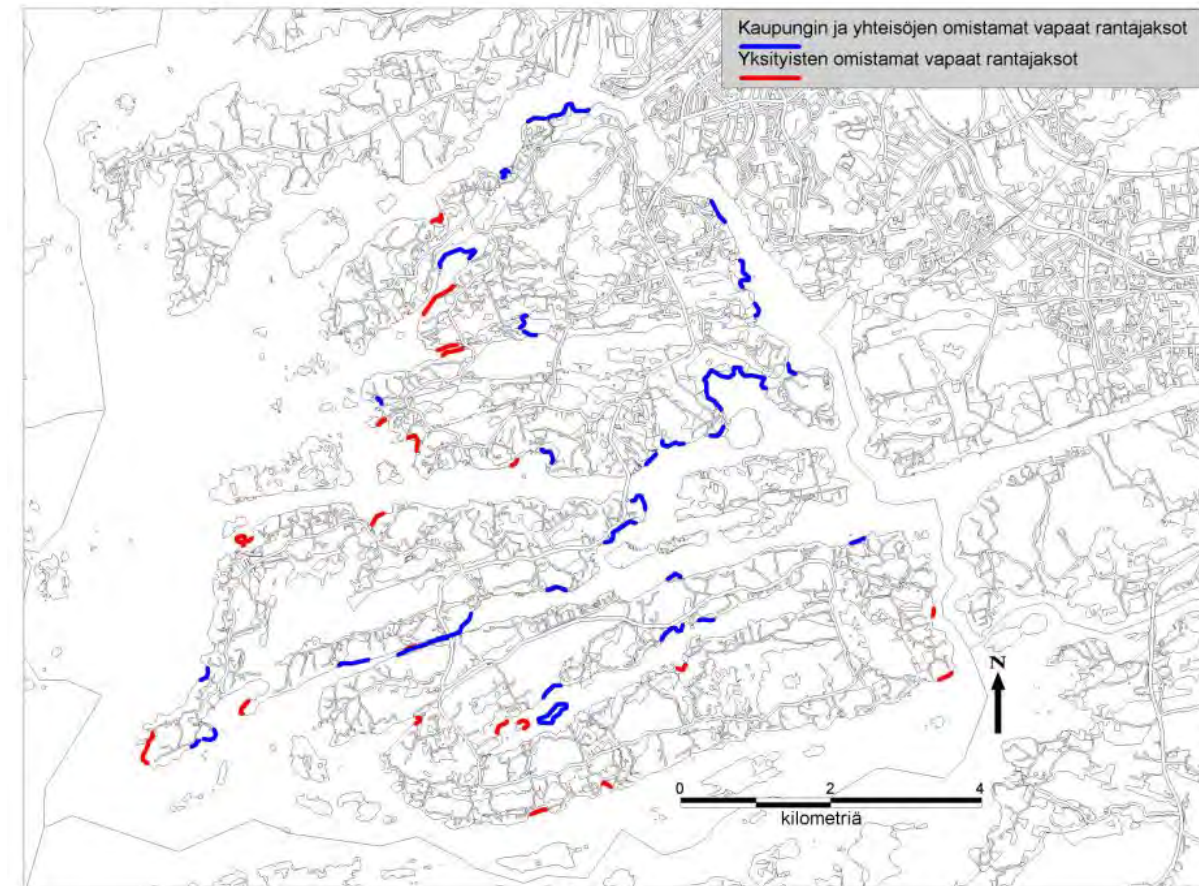 Kaupungin ja yhteisöjen omistamat vapaat rantajaksot
Yksityisten omistamat vapaat rantajaksot
N
0 2 4
kilometriä